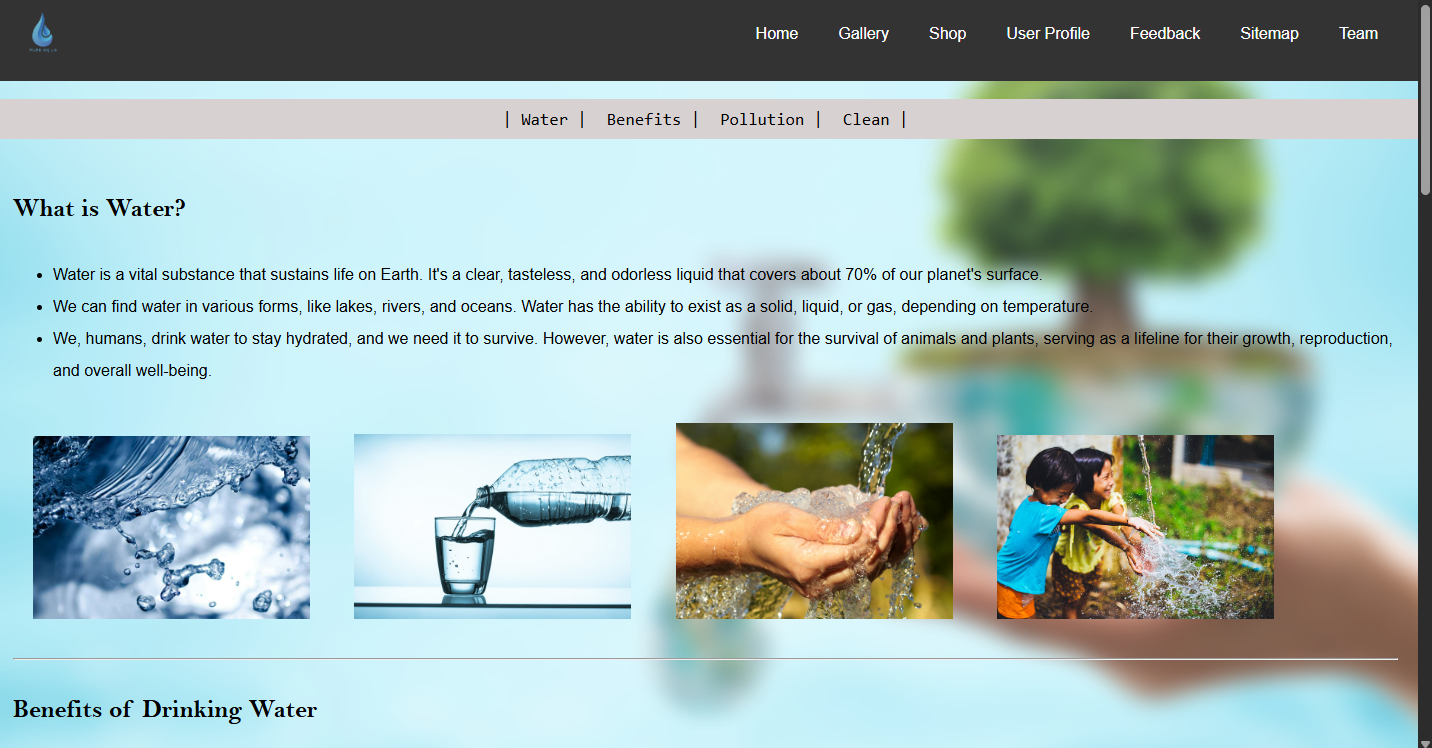 Home Gallery Shop User Profile Feedback Sitemap Team
| Water | Benefits | Pollution | Clean |
What is Water?
• Water is a vital substance that sustains life on Earth. It's a clear, tasteless, and odorless liquid that covers about 70% of our planet's surface.
• We can find water in various forms, like lakes, rivers, and oceans. Water has the ability to exist as a solid, liquid, or gas, depending on temperature.
• We, humans, drink water to stay hydrated, and we need it to survive. However, water is also essential for the survival of animals and plants, serving as a lifeline for their growth, reproduction,
and overall well-being.
Benefits of Drinking Water